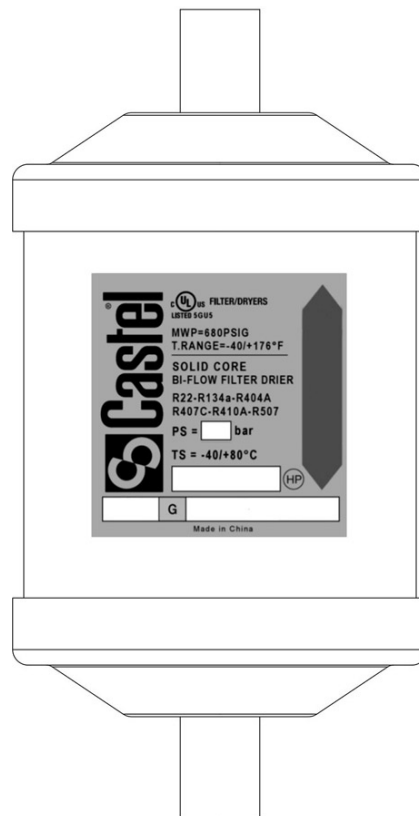 Castel®
C UL US FILTER/DRYERS
LISTED SGU5
MWP=680PSIG
T.RANGE=-40/+176°F
SOLID CORE
BI-FLOW FILTER DRIER
R22-R134a-R404A
R407C-R410A-R507
PS = bar
TS = -40/+80°C
HP
G
Made in China